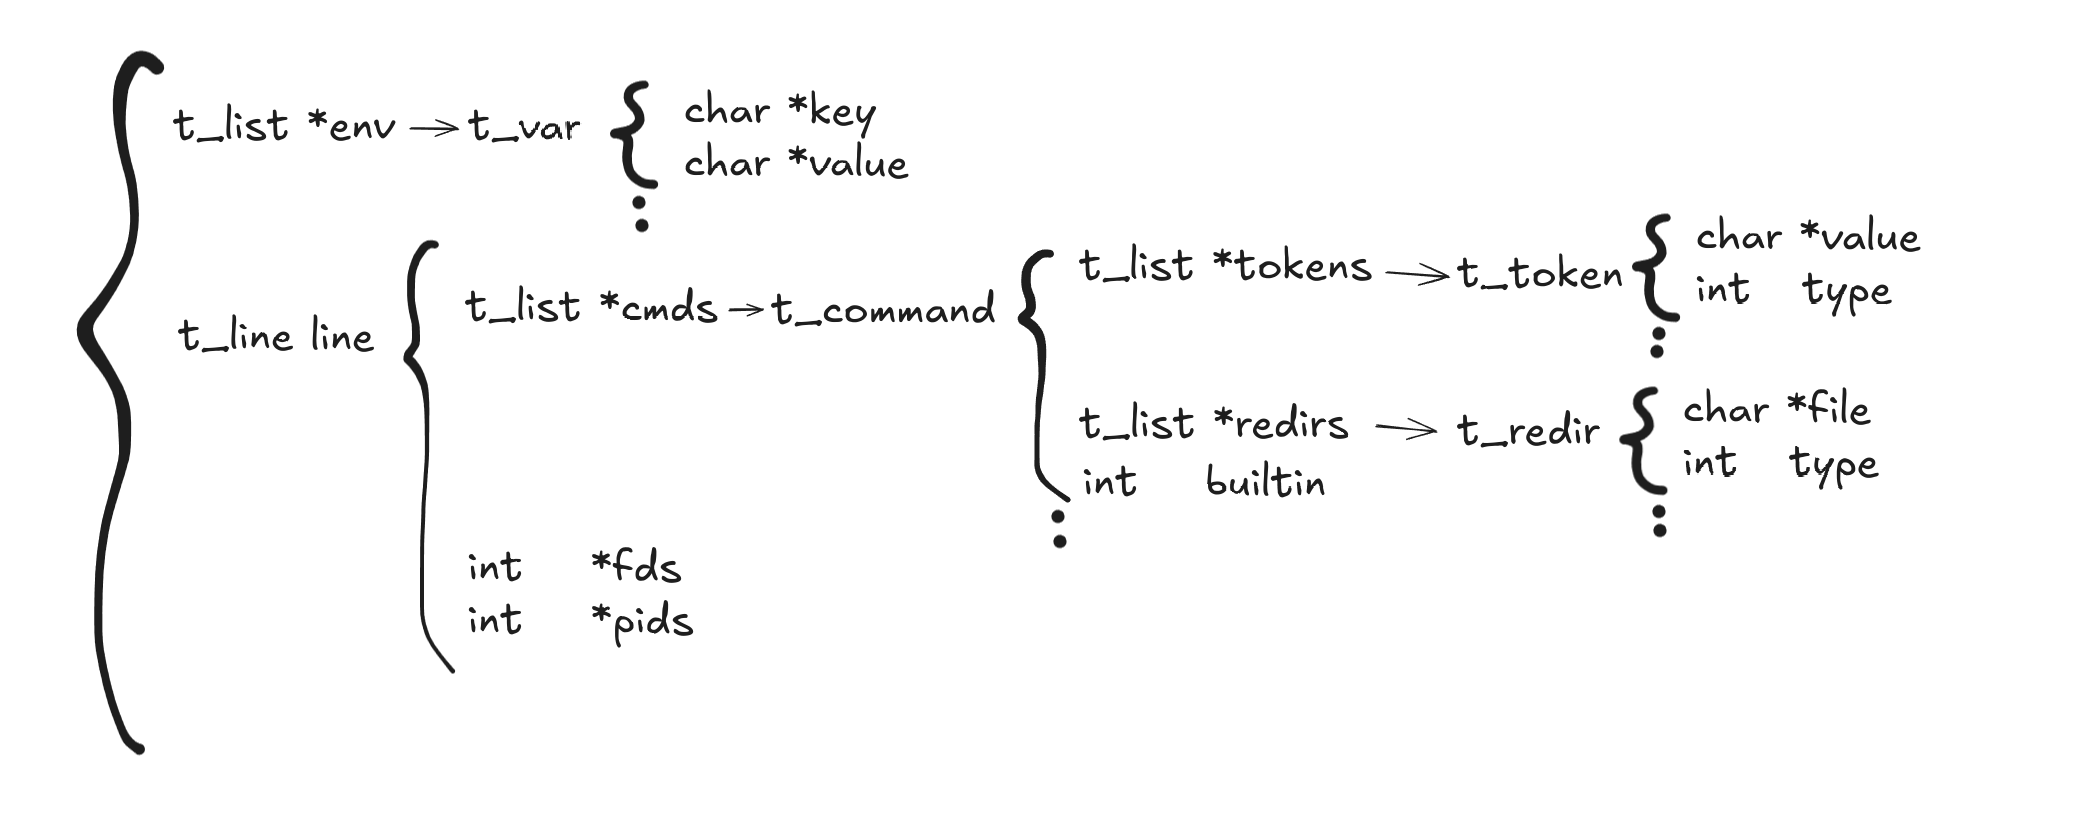 t_list *env → t_var
char *key
char *value
t_line line
t_list *cmds → t_command
t_list *tokens → t_token
char *value
int type
t_list *redirs → t_redir
char *file
int type
int builtin
int *fds
int *pids